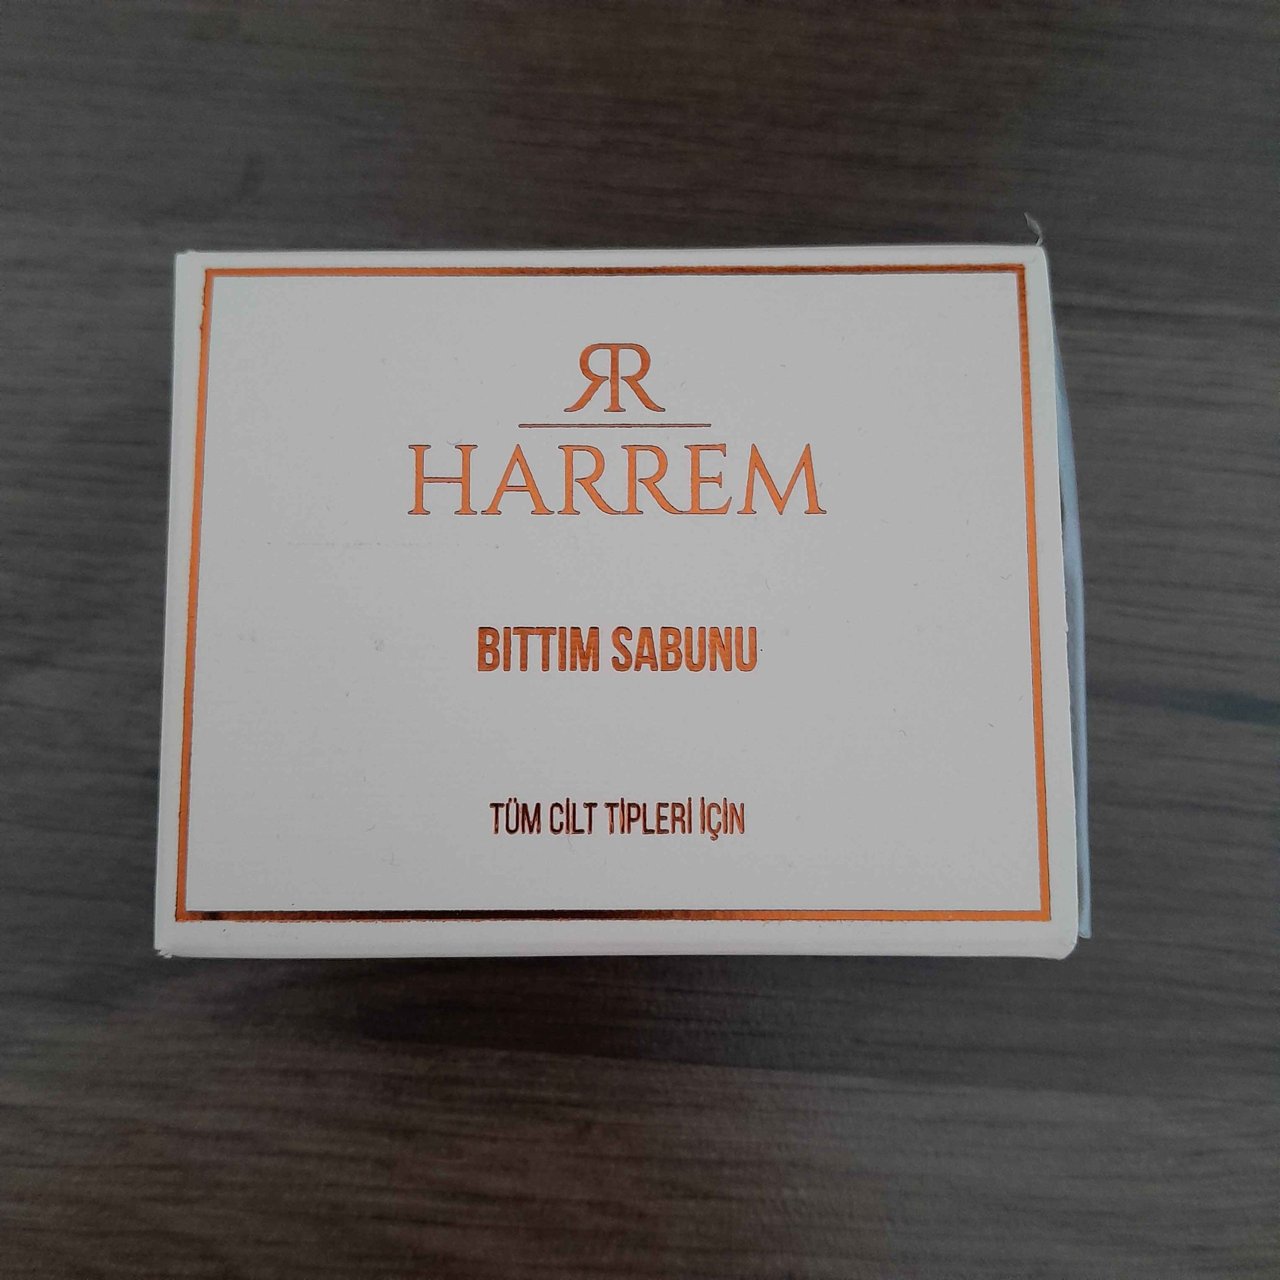 RR
HARREM
BITTIM SABUNU
TÜM CİLT TİPLERİ İÇİN